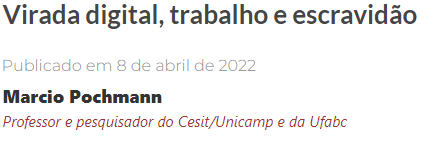 Virada digital, trabalho e escravidão
Publicado em 8 de abril de 2022
Marcio Pochmann
Professor e pesquisador do Cesit/Unicamp e da Ufabc